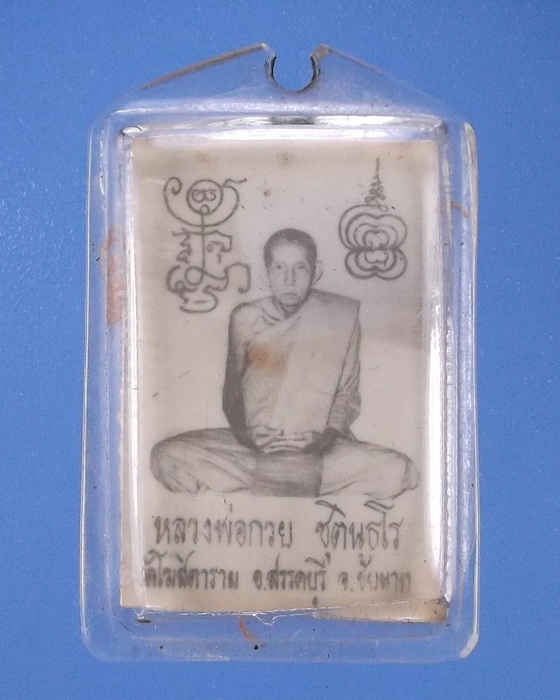 หลวงพ่อกวย ชุตินฺธโร
โฆสิตาราม อ.สรรคบุรี จ.ชัยนาท